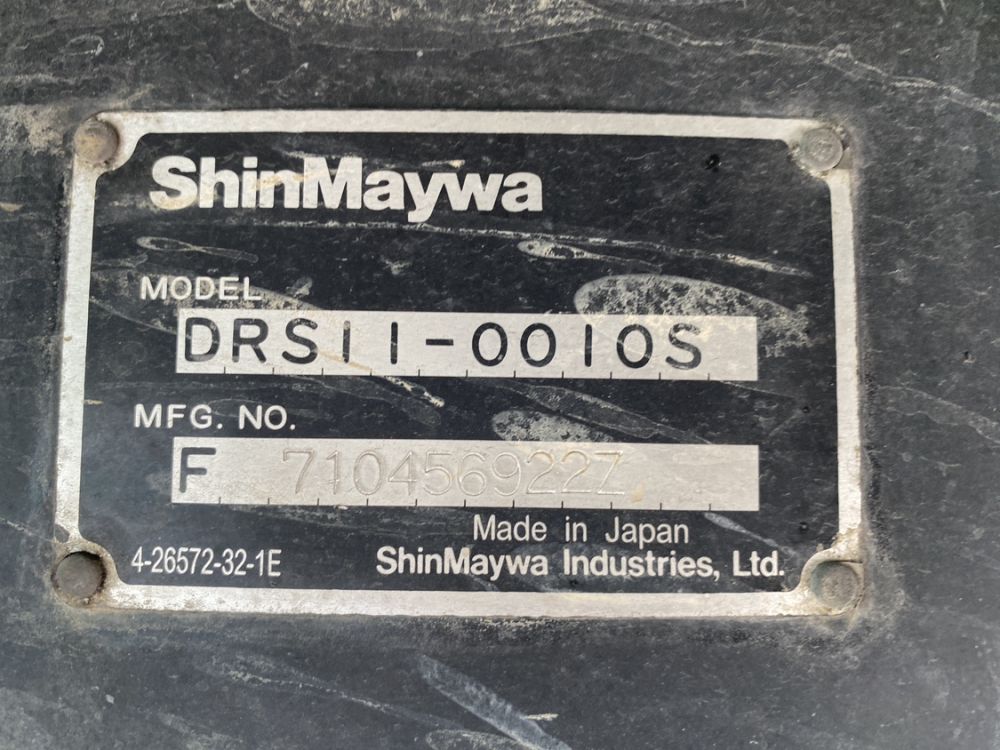 ShinMaywa
MODEL
DRS11-0010S
MFG. NO.
F 710456922Z
Made in Japan
4-26572-32-1E
ShinMaywa Industries, Ltd.